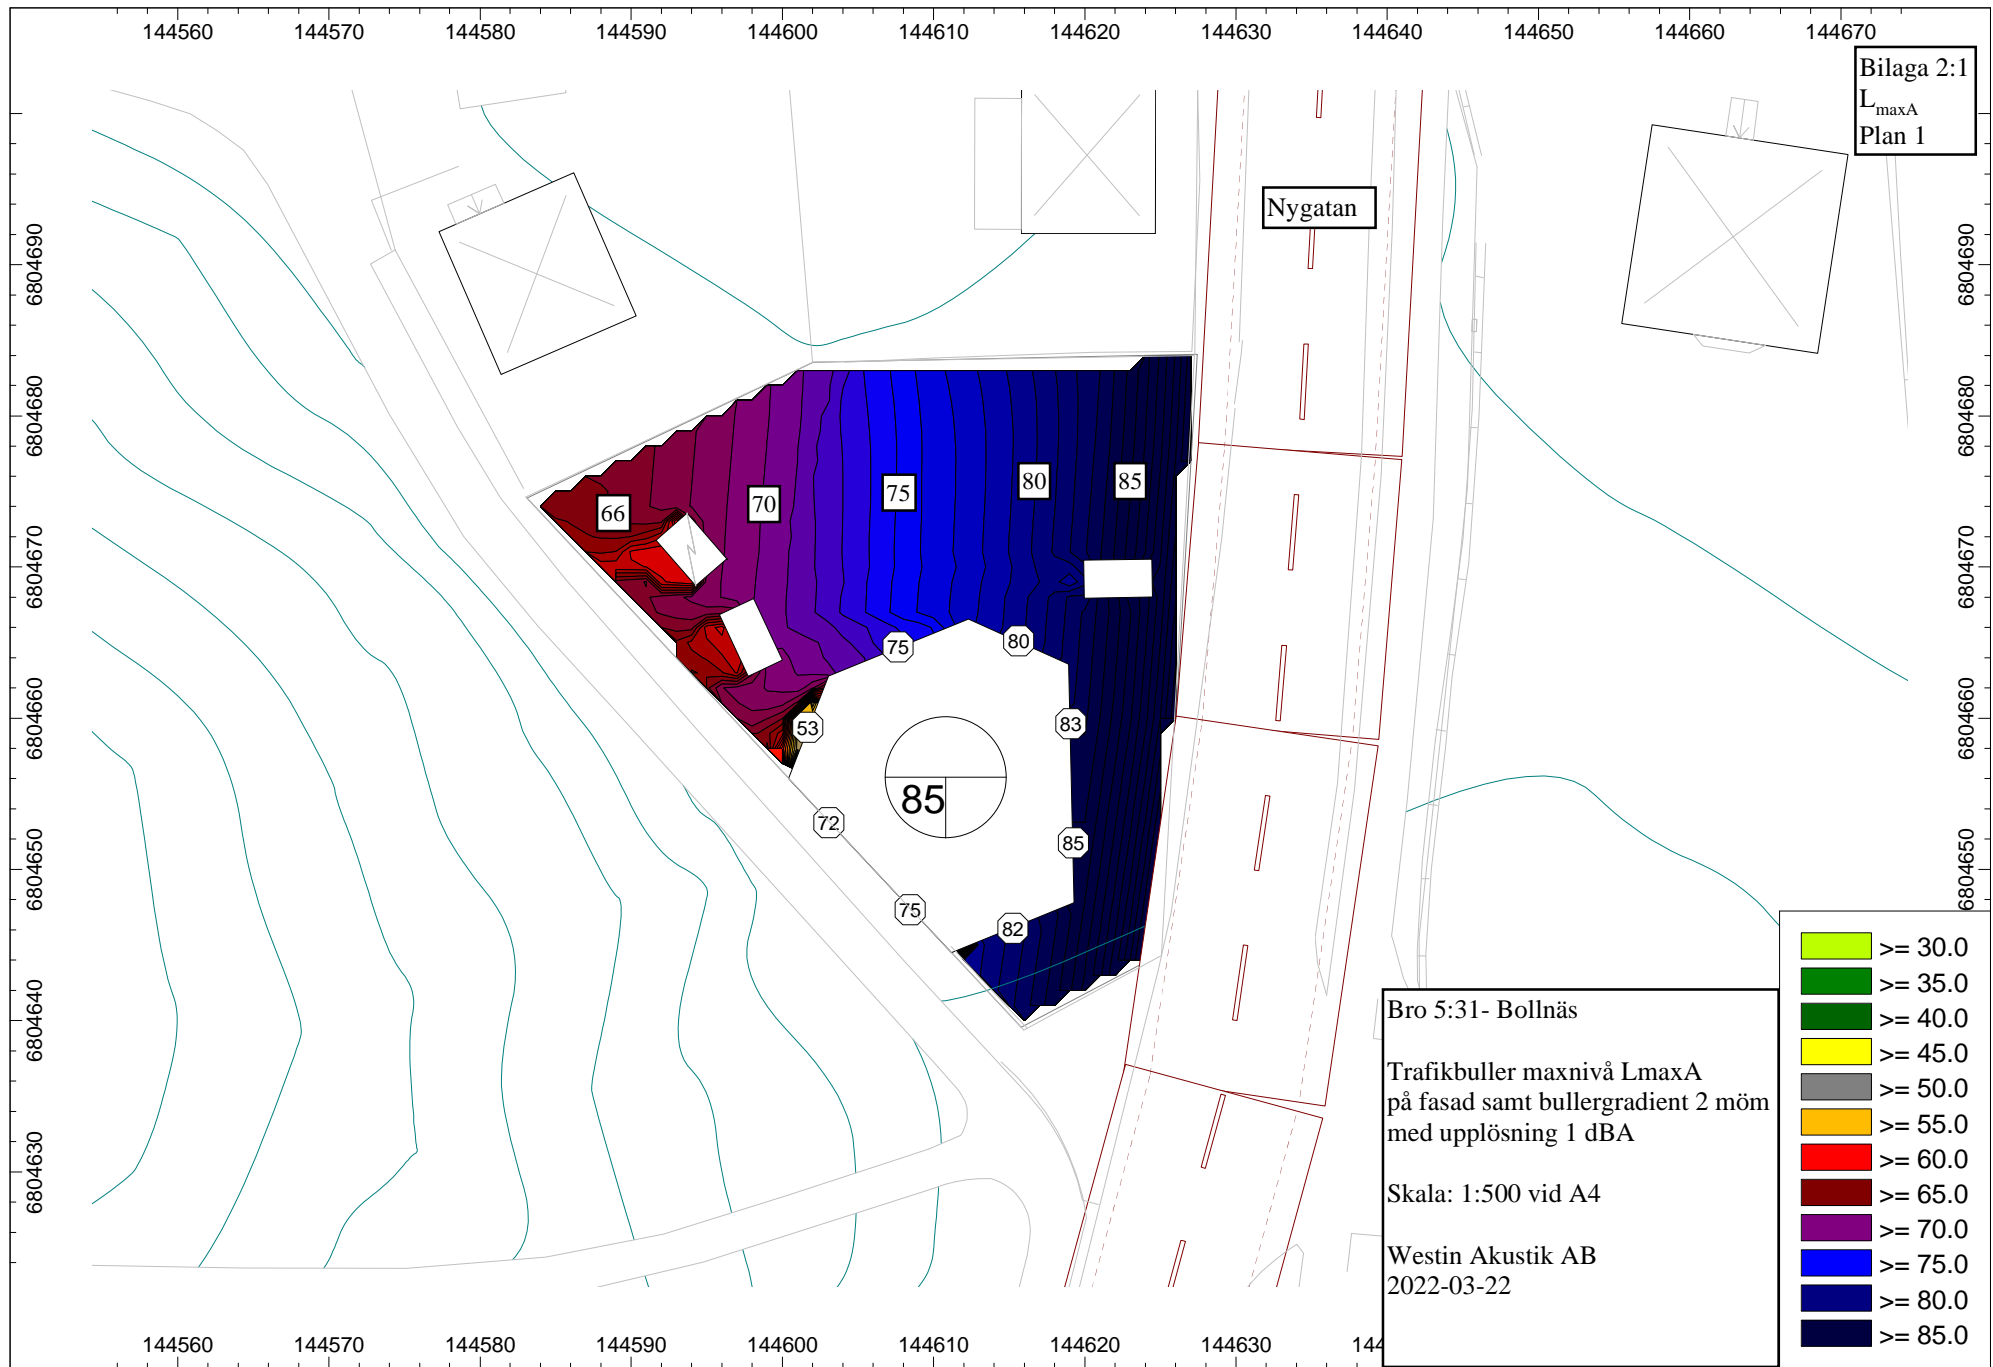 144560 144570 144580 144590 144600 144610 144620 144630 144640 144650 144660 144670
Bilaga 2:1
LmaxA
Plan 1
Nygatan
6804690 6804690
6804680 6804680
66 70 75 80 85
6804670 6804670
75 80
6804660 53 83 6804660
85
72 85
6804650 6804650
75 82
6804640
6804630
Bro 5:31- Bollnäs
Trafikbuller maxnivå LmaxA
på fasad samt bullergradient 2 möm
med upplösning 1 dBA
Skala: 1:500 vid A4
Westin Akustik AB
2022-03-22
>= 30.0
>= 35.0
>= 40.0
>= 45.0
>= 50.0
>= 55.0
>= 60.0
>= 65.0
>= 70.0
>= 75.0
>= 80.0
>= 85.0
144560 144570 144580 144590 144600 144610 144620 144630